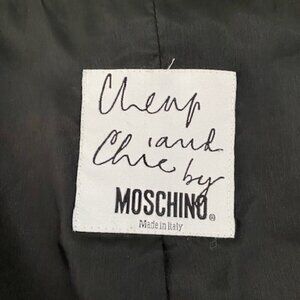 Cheap
and
Chic by
MOSCHINO®
Made in Italy